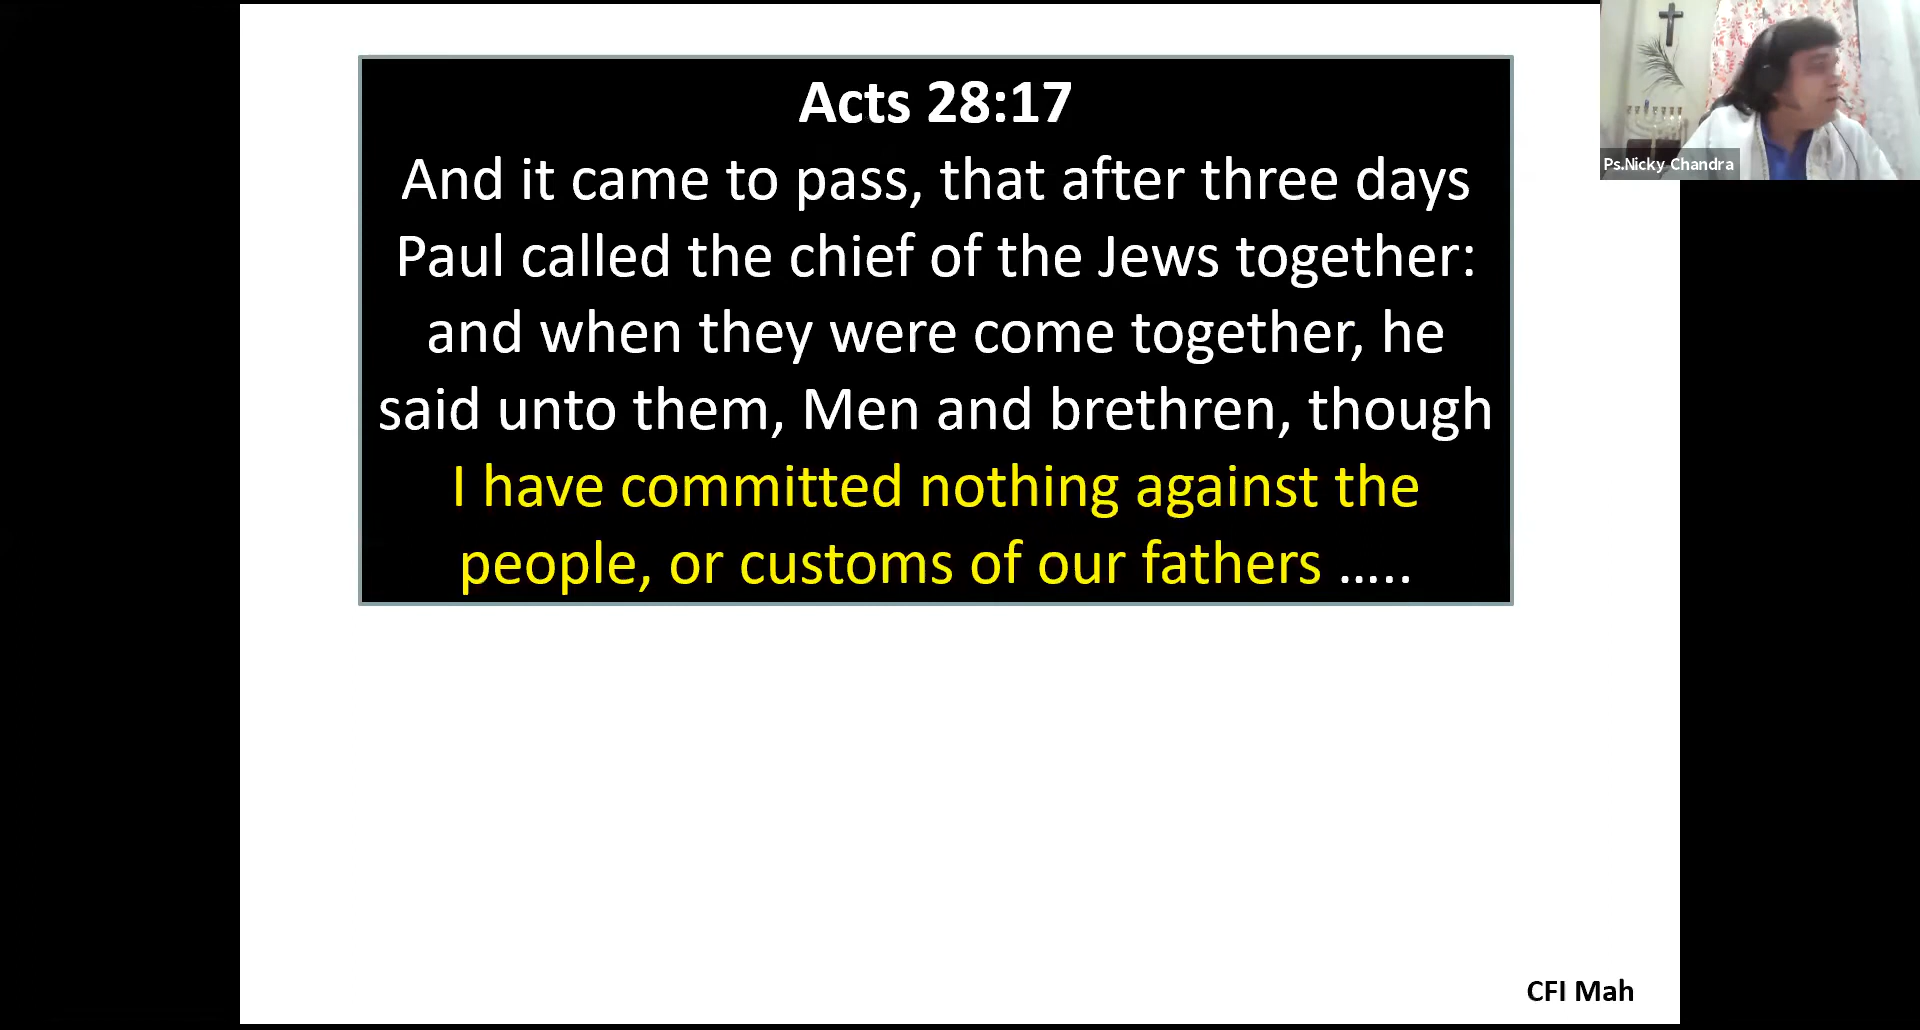 Acts 28:17
And it came to pass, that after three days
Paul called the chief of the Jews together:
and when they were come together, he
said unto them, Men and brethren, though
I have committed nothing against the
people, or customs of our fathers .....
Ps.Nicky Chandra
CFI Mah